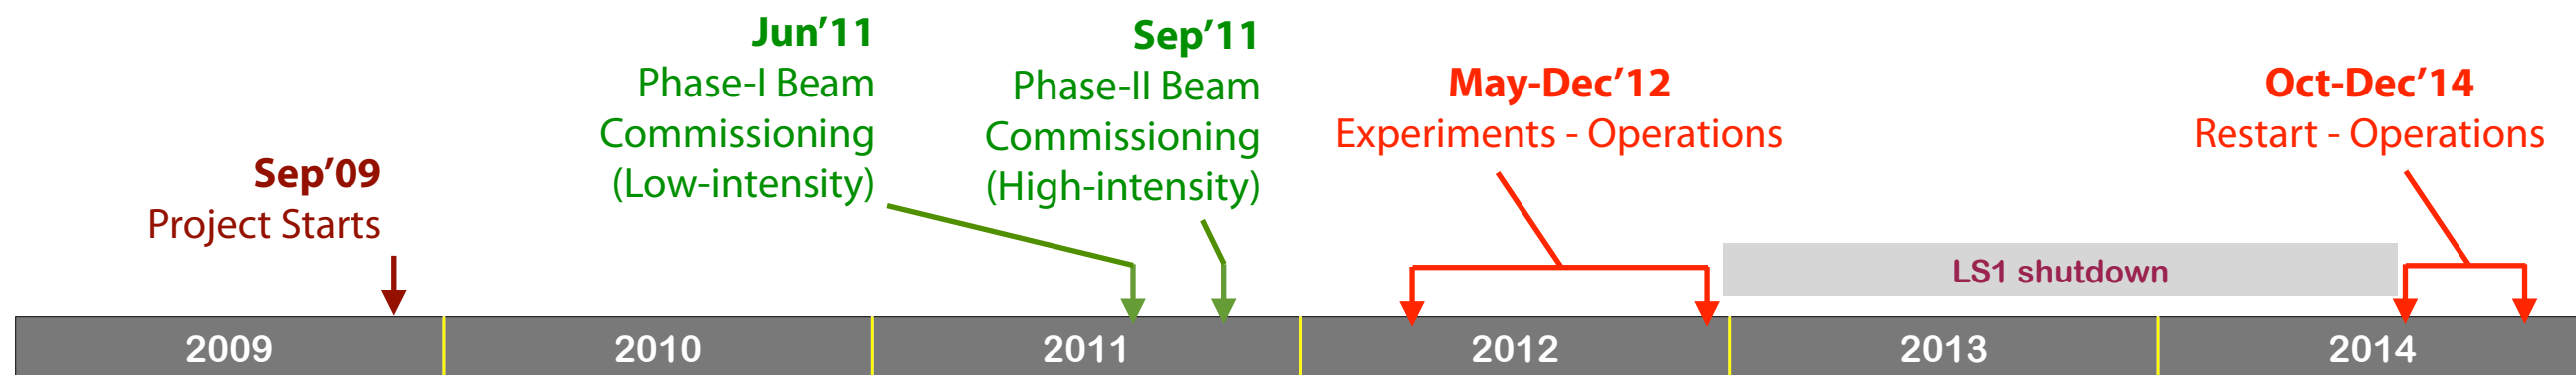 Sep’09
Project Starts
Jun’11
Phase-I Beam
Commissioning
(Low-intensity)
Sep’11
Phase-II Beam
Commissioning
(High-intensity)
May-Dec’12
Experiments - Operations
Oct-Dec’14
Restart - Operations
LS1 shutdown
2009
2010
2011
2012
2013
2014